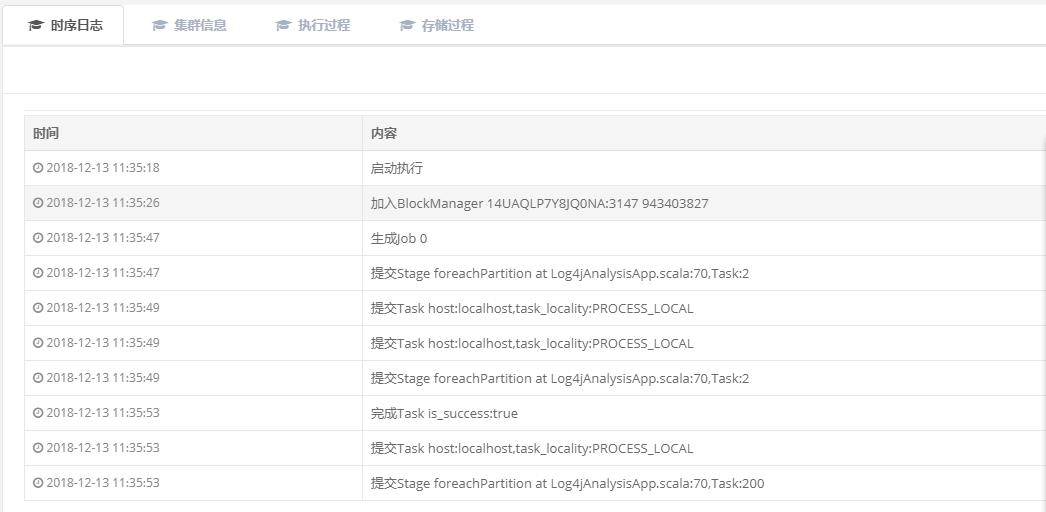 时序日志 集群信息 执行过程 存储过程
时间 内容
2018-12-13 11:35:18 启动执行
2018-12-13 11:35:26 加入BlockManager 14UAQLP7Y8JQ0NA:3147 943403827
2018-12-13 11:35:47 生成Job 0
2018-12-13 11:35:47 提交Stage foreachPartition at Log4jAnalysisApp.scala:70,Task:2
2018-12-13 11:35:49 提交Task host:localhost,task_locality:PROCESS_LOCAL
2018-12-13 11:35:49 提交Task host:localhost,task_locality:PROCESS_LOCAL
2018-12-13 11:35:49 提交Stage foreachPartition at Log4jAnalysisApp.scala:70,Task:2
2018-12-13 11:35:53 完成Task is_success:true
2018-12-13 11:35:53 提交Task host:localhost,task_locality:PROCESS_LOCAL
2018-12-13 11:35:53 提交Stage foreachPartition at Log4jAnalysisApp.scala:70,Task:200